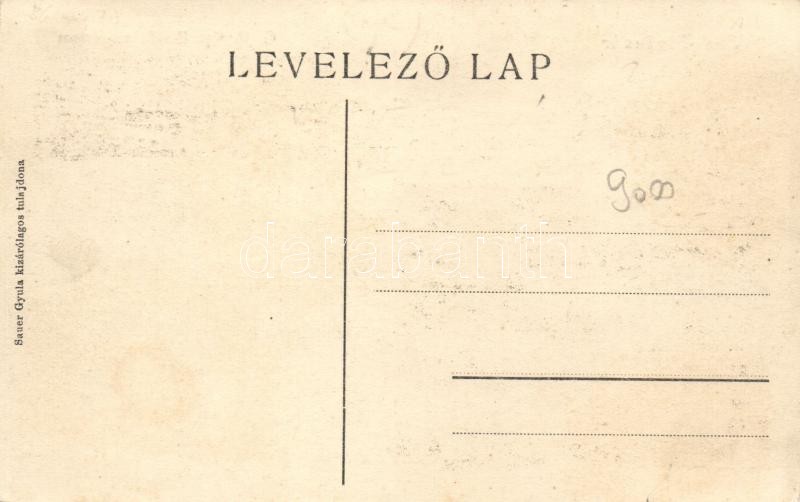 LEVELEZŐ LAP
900
darabanth
Sauer Gyula kizárólagos tulajdona